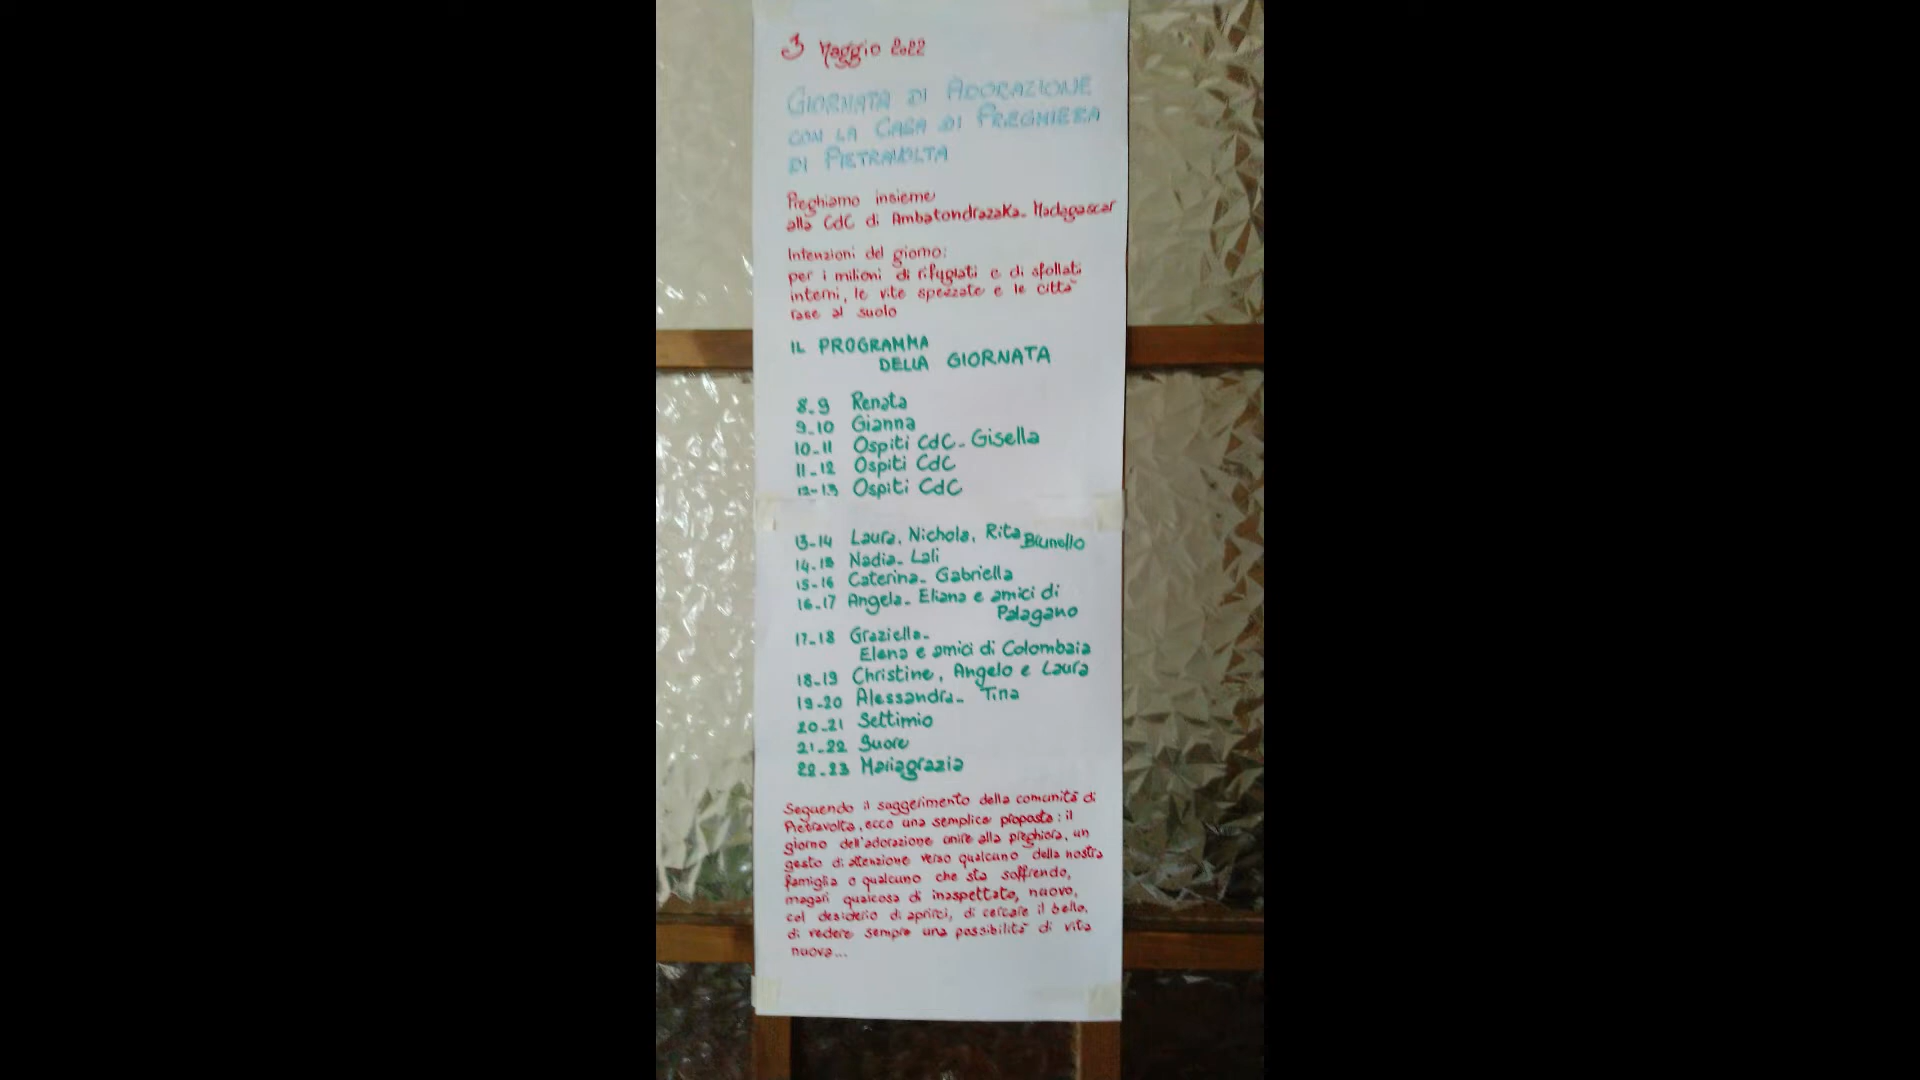 3 Maggio 2022
GIORNATA DI ADORAZIONE
CON LA CASA DI PREGHIERA
DI PIETRAVOLTA
Preghiamo insieme
alla CdC di Ambatondrazaka - Madagascar
Intenzioni del giorno:
per i milioni di rifugiati e di sfollati
interni, le vite spezzate e le città
rase al suolo
IL PROGRAMMA
DELLA GIORNATA
8-9 Renata
9-10 Gianna
10-11 Ospiti CdC - Gisella
11-12 Ospiti CdC
12-13 Ospiti CdC
13-14 Laura, Nichola, Rita Brunello
14-15 Nadia - Lali
15-16 Caterina - Gabriella
16-17 Angela - Eliana e amici di
Palagano
17-18 Graziella -
Elena e amici di Colombaia
18-19 Christine, Angelo e Laura
19-20 Alessandra - Tina
20-21 Settimio
21-22 Suore
22-23 Mariagrazia
Seguendo il suggerimento della comunità di
Pietravolta, ecco una semplice proposta: il
giorno dell'adorazione unire alla preghiera, un
gesto di attenzione verso qualcuno della nostra
famiglia o qualcuno che sta soffrendo,
magari qualcosa di inaspettato, nuovo,
col desiderio di aprirci, di cercare il bello,
di vedere sempre una possibilità di vita
nuova...